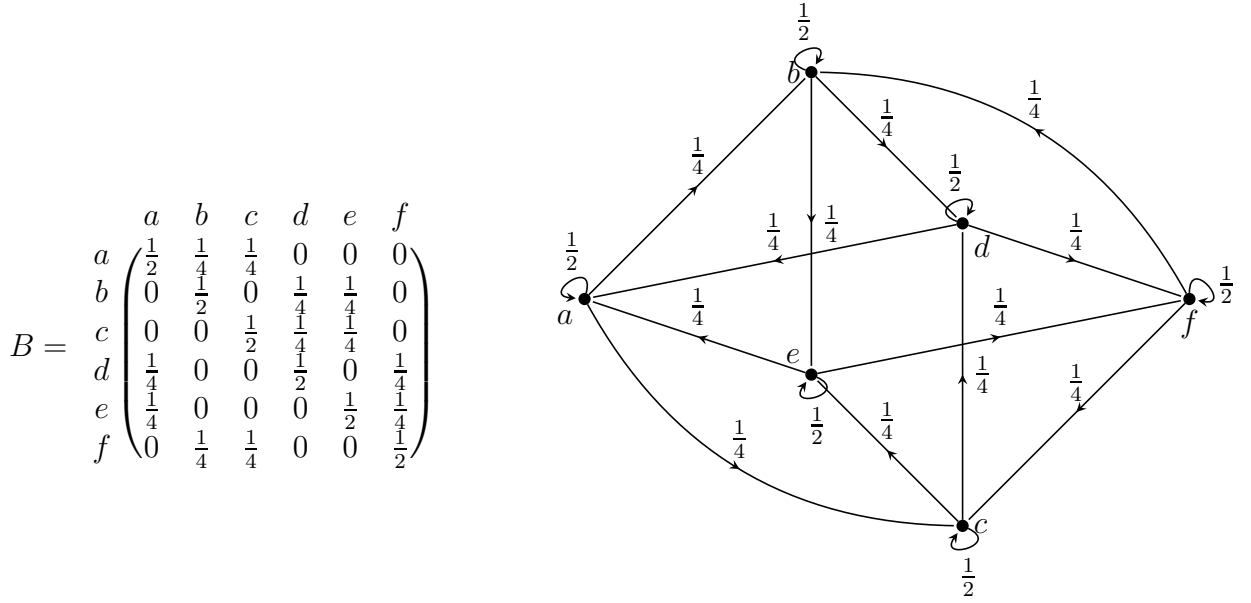 a b c d e f
a 1/2 1/4 1/4 0 0 0
b 0 1/2 0 1/4 1/4 0
B = c 0 0 1/2 1/4 1/4 0
d 1/4 0 0 1/2 0 1/4
e 1/4 0 0 0 1/2 1/4
f 0 1/4 1/4 0 0 1/2
1/2
b
1/4
1/4
1/4
1/2
1/4
1/4
1/4
d
1/2
1/2
a
1/4
1/4
1/4
f
e
1/4
1/4
1/2
1/4
1/4
c
1/2